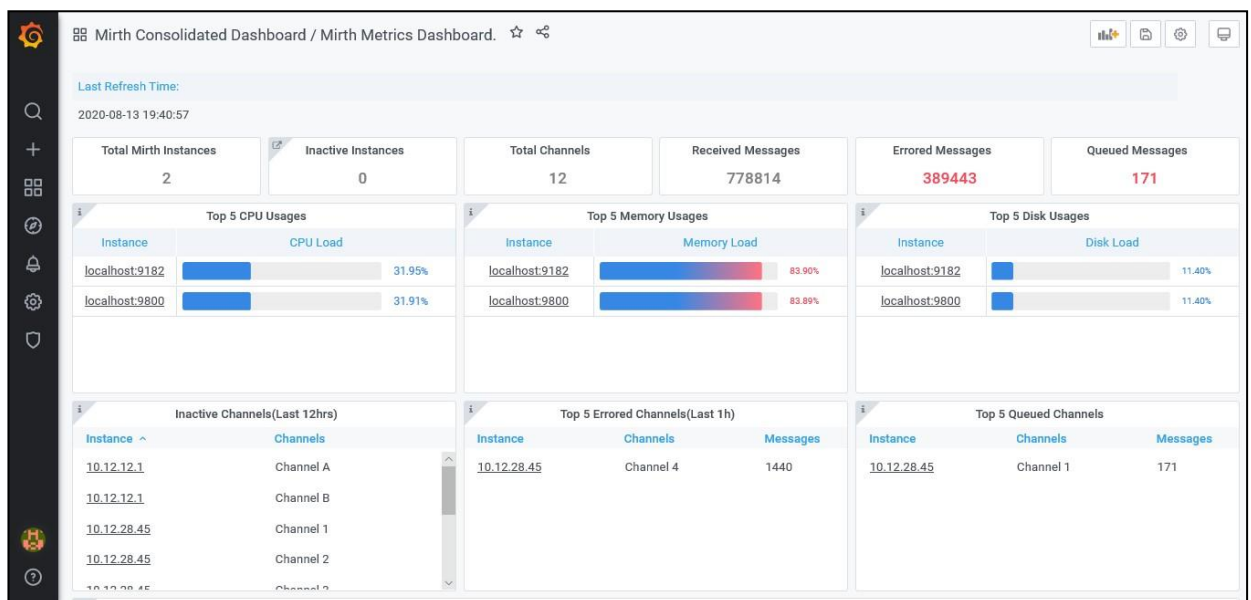 Mirth Consolidated Dashboard / Mirth Metrics Dashboard.
Last Refresh Time:
2020-08-13 19:40:57
Total Mirth Instances
2
Inactive Instances
0
Total Channels
12
Received Messages
778814
Errored Messages
389443
Queued Messages
171
Top 5 CPU Usages
Instance CPU Load
localhost:9182 31.95%
localhost:9800 31.91%
Top 5 Memory Usages
Instance Memory Load
localhost:9182 83.90%
localhost:9800 83.89%
Top 5 Disk Usages
Instance Disk Load
localhost:9182 11.40%
localhost:9800 11.40%
Inactive Channels(Last 12hrs)
Instance Channels
10.12.12.1 Channel A
10.12.12.1 Channel B
10.12.28.45 Channel 1
10.12.28.45 Channel 2
Top 5 Errored Channels(Last 1h)
Instance Channels Messages
10.12.28.45 Channel 4 1440
Top 5 Queued Channels
Instance Channels Messages
10.12.28.45 Channel 1 171